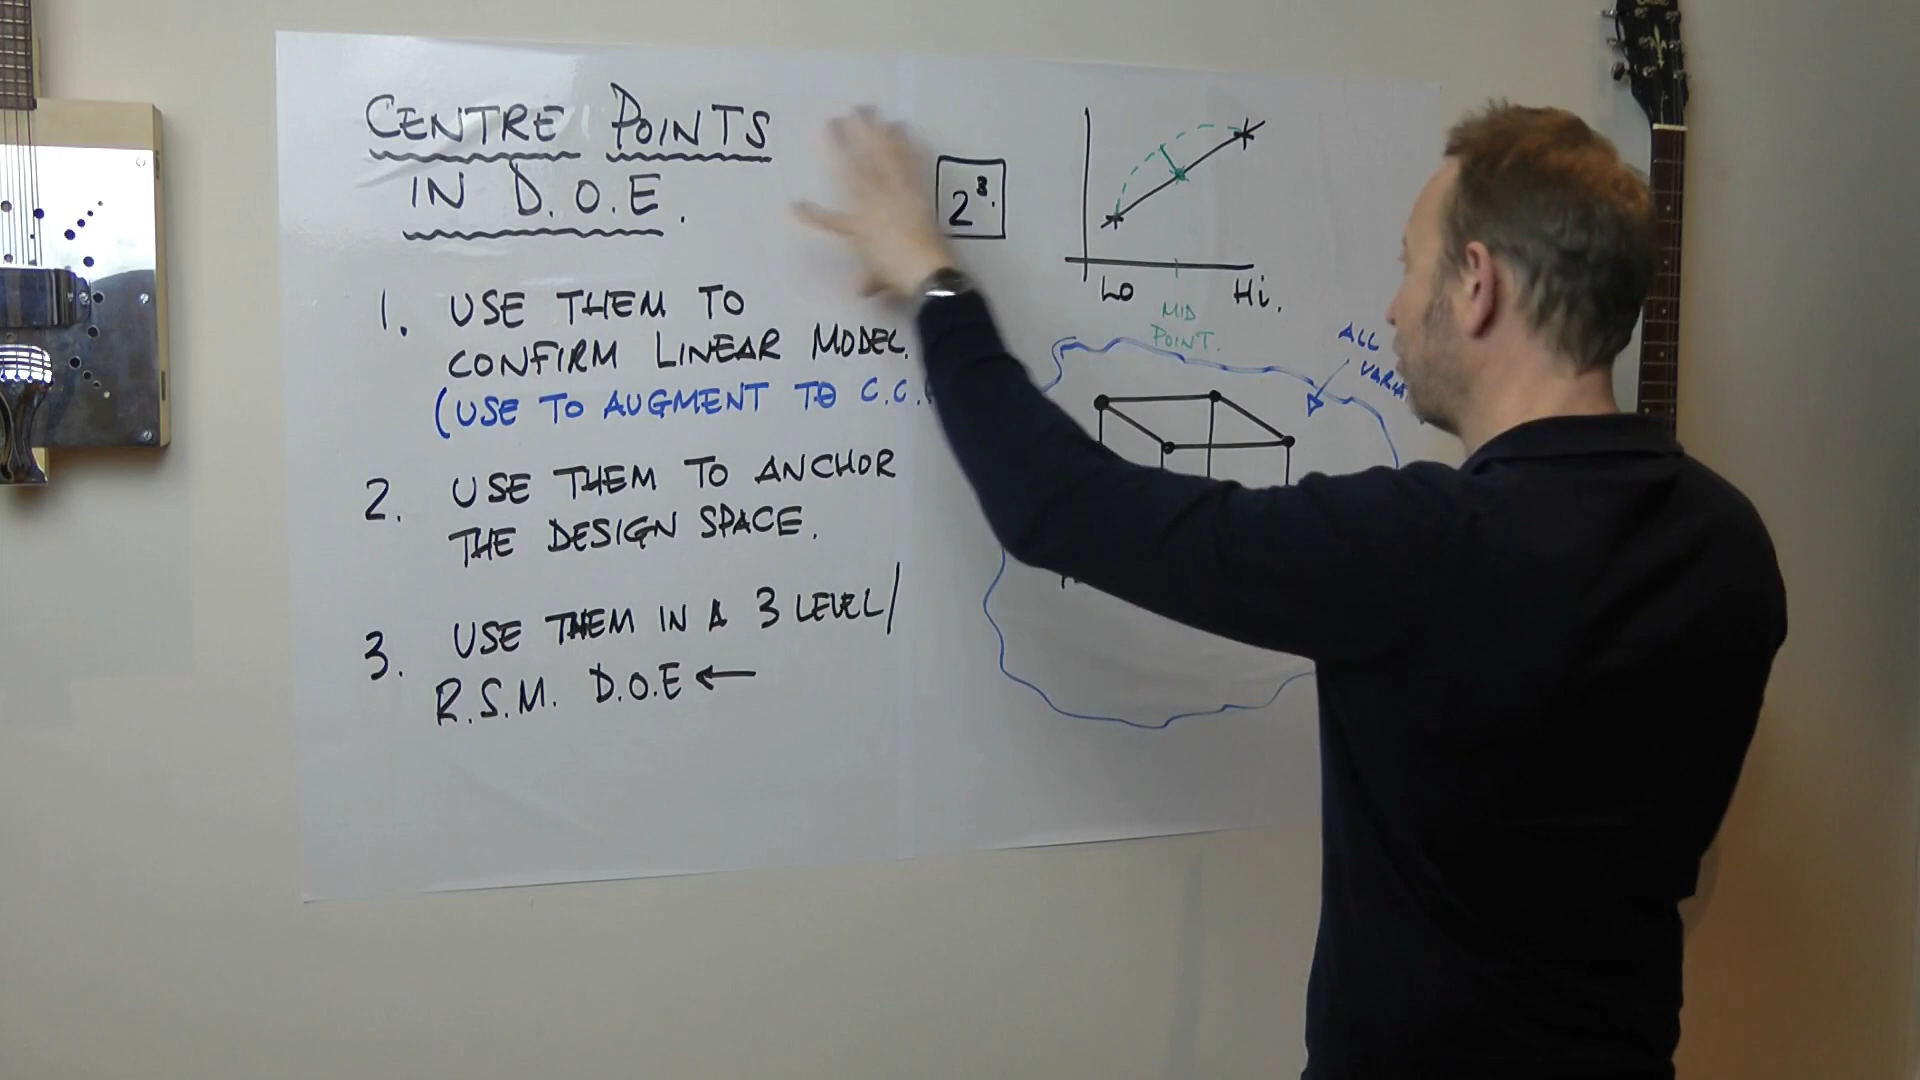 CENTRE POINTS
IN D.O.E.
1. USE THEM TO
CONFIRM LINEAR MODEL.
(USE TO AUGMENT TO C.C.
2. USE THEM TO ANCHOR
THE DESIGN SPACE.
3. USE THEM IN A 3 LEVEL/
R.S.M. D.O.E ←
2³.
Lo Hi.
MID
POINT.
ALL